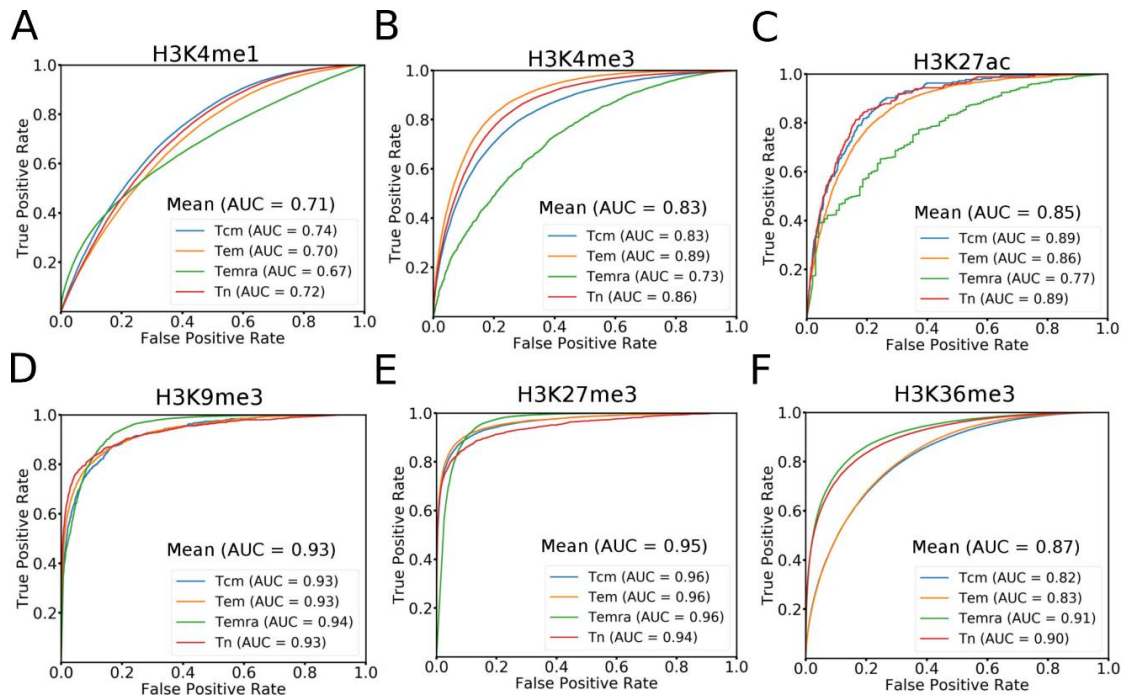 A
H3K4me1
1.0
0.8
0.6
0.4
0.2
True Positive Rate
Mean (AUC = 0.71)
Tcm (AUC = 0.74)
Tem (AUC = 0.70)
Temra (AUC = 0.67)
Tn (AUC = 0.72)
0.0 0.2 0.4 0.6 0.8 1.0
False Positive Rate
B
H3K4me3
1.0
0.8
0.6
0.4
0.2
True Positive Rate
Mean (AUC = 0.83)
Tcm (AUC = 0.83)
Tem (AUC = 0.89)
Temra (AUC = 0.73)
Tn (AUC = 0.86)
0.0 0.2 0.4 0.6 0.8 1.0
False Positive Rate
C
H3K27ac
1.0
0.8
0.6
0.4
0.2
True Positive Rate
Mean (AUC = 0.85)
Tcm (AUC = 0.89)
Tem (AUC = 0.86)
Temra (AUC = 0.77)
Tn (AUC = 0.89)
0.0 0.2 0.4 0.6 0.8 1.0
False Positive Rate
D
H3K9me3
1.0
0.8
0.6
0.4
0.2
True Positive Rate
Mean (AUC = 0.93)
Tcm (AUC = 0.93)
Tem (AUC = 0.93)
Temra (AUC = 0.94)
Tn (AUC = 0.93)
0.0 0.2 0.4 0.6 0.8 1.0
False Positive Rate
E
H3K27me3
1.0
0.8
0.6
0.4
0.2
True Positive Rate
Mean (AUC = 0.95)
Tcm (AUC = 0.96)
Tem (AUC = 0.96)
Temra (AUC = 0.96)
Tn (AUC = 0.94)
0.0 0.2 0.4 0.6 0.8 1.0
False Positive Rate
F
H3K36me3
1.0
0.8
0.6
0.4
0.2
True Positive Rate
Mean (AUC = 0.87)
Tcm (AUC = 0.82)
Tem (AUC = 0.83)
Temra (AUC = 0.91)
Tn (AUC = 0.90)
0.0 0.2 0.4 0.6 0.8 1.0
False Positive Rate